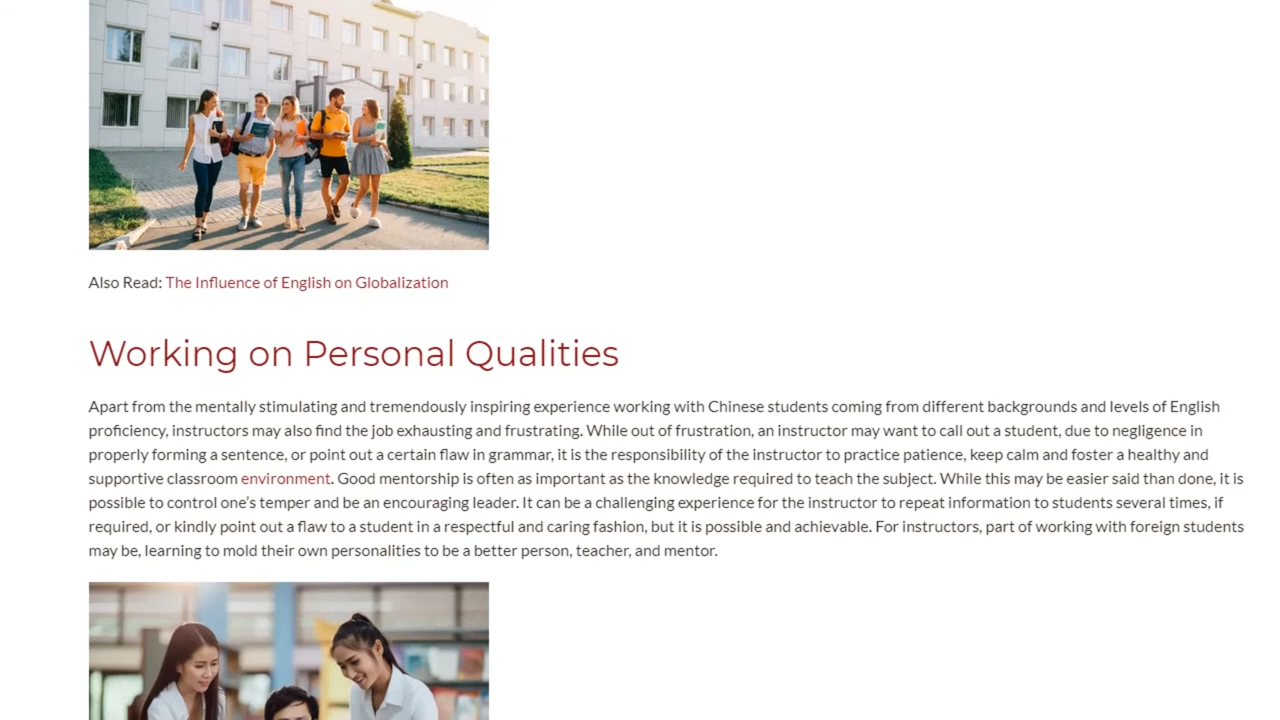 Also Read: The Influence of English on Globalization
Working on Personal Qualities
Apart from the mentally stimulating and tremendously inspiring experience working with Chinese students coming from different backgrounds and levels of English
proficiency, instructors may also find the job exhausting and frustrating. While out of frustration, an instructor may want to call out a student, due to negligence in
properly forming a sentence, or point out a certain flaw in grammar, it is the responsibility of the instructor to practice patience, keep calm and foster a healthy and
supportive classroom environment. Good mentorship is often as important as the knowledge required to teach the subject. While this may be easier said than done, it is
possible to control one’s temper and be an encouraging leader. It can be a challenging experience for the instructor to repeat information to students several times, if
required, or kindly point out a flaw to a student in a respectful and caring fashion, but it is possible and achievable. For instructors, part of working with foreign students
may be, learning to mold their own personalities to be a better person, teacher, and mentor.